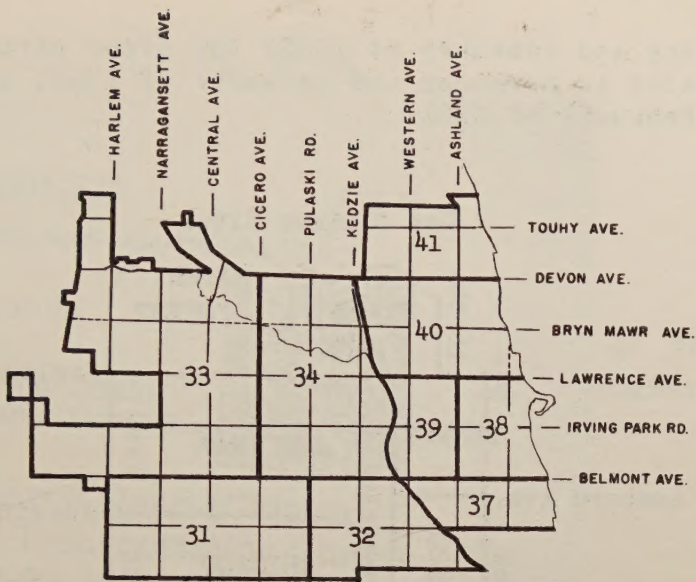 HARLEM AVE.
NARRAGANSETT AVE.
CENTRAL AVE.
CICERO AVE.
PULASKI RD.
KEDZIE AVE.
WESTERN AVE.
ASHLAND AVE.
41
TOUHY AVE.
DEVON AVE.
40
BRYN MAWR AVE.
33
34
LAWRENCE AVE.
39
38
IRVING PARK RD.
BELMONT AVE.
37
31
32